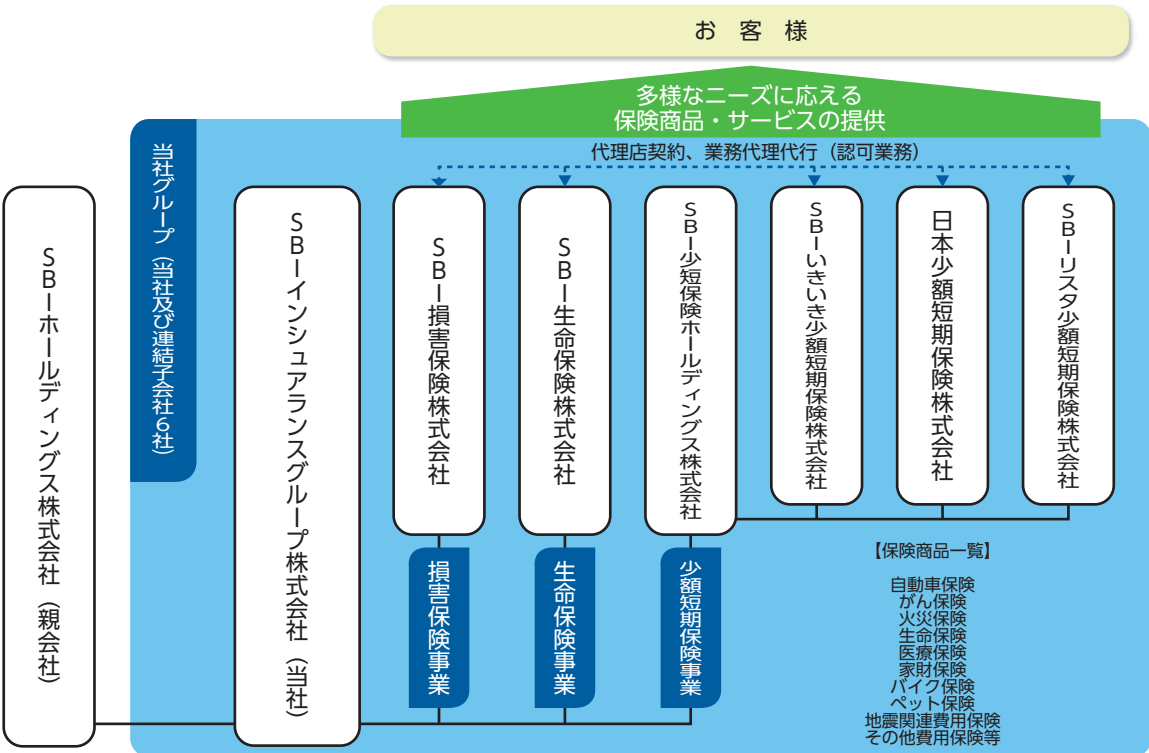 お客様
多様なニーズに応える
保険商品・サービスの提供
代理店契約、業務代理代行（認可業務）
当社グループ（当社及び連結子会社６社）
SBIホールディングス株式会社（親会社）
SBIインシュアランスグループ株式会社（当社）
SBI損害保険株式会社
SBI生命保険株式会社
SBI少短保険ホールディングス株式会社
SBIいきいき少額短期保険株式会社
日本少額短期保険株式会社
SBIリスタ少額短期保険株式会社
損害保険事業
生命保険事業
少額短期保険事業
【保険商品一覧】
自動車保険
がん保険
火災保険
生命保険
医療保険
家財保険
バイク保険
ペット保険
地震関連費用保険
その他費用保険等